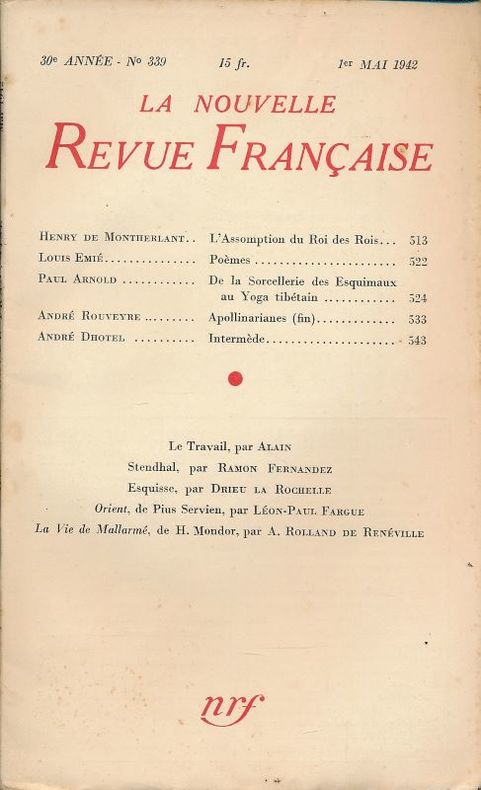 30e ANNÉE - No 339 15 fr. 1er MAI 1942
LA NOUVELLE
REVUE FRANÇAISE
HENRY DE MONTHERLANT.. L'Assomption du Roi des Rois... 513
LOUIS EMIÉ............... Poèmes ...................... 522
PAUL ARNOLD ............ De la Sorcellerie des Esquimaux
au Yoga tibétain ............ 524
ANDRÉ ROUVEYRE ......... Apollinarianes (fin)............. 533
ANDRÉ DHOTEL .......... Intermède..................... 543
Le Travail, par ALAIN
Stendhal, par RAMON FERNANDEZ
Esquisse, par DRIEU LA ROCHELLE
Orient, de Pius Servien, par LÉON-PAUL FARGUE
La Vie de Mallarmé, de H. Mondor, par A. ROLLAND DE RENÉVILLE
nrf